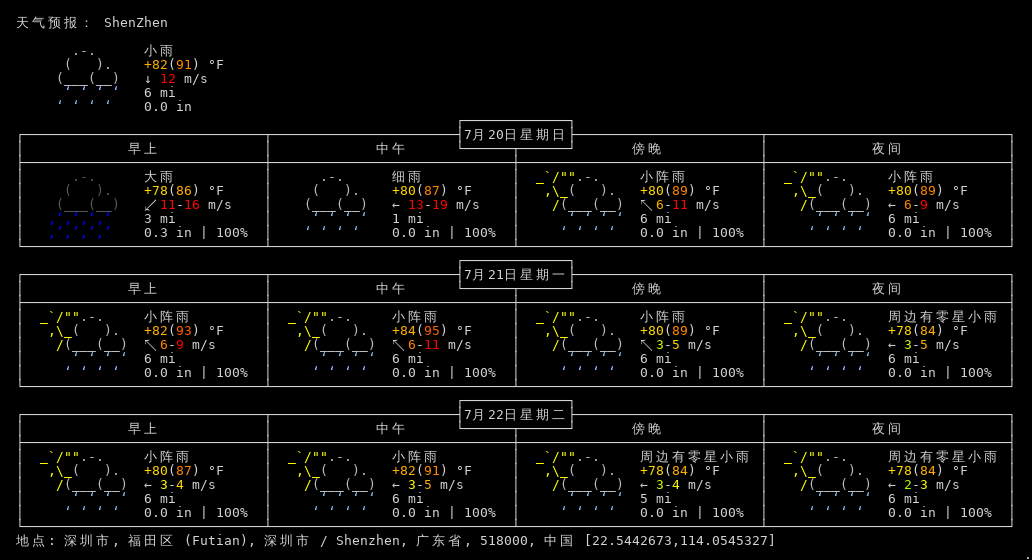 天气预报： ShenZhen
小雨
+82(91) °F
↓ 12 m/s
6 mi
0.0 in
7月20日星期日
早上 中午 傍晚 夜间
大雨 细雨 小阵雨 小阵雨
+78(86) °F +80(87) °F +80(89) °F +80(89) °F
↙ 11-16 m/s ← 13-19 m/s ↖ 6-11 m/s ← 6-9 m/s
3 mi 1 mi 6 mi 6 mi
0.3 in | 100% 0.0 in | 100% 0.0 in | 100% 0.0 in | 100%
7月21日星期一
早上 中午 傍晚 夜间
小阵雨 小阵雨 小阵雨 周边有零星小雨
+82(93) °F +84(95) °F +80(89) °F +78(84) °F
↖ 6-9 m/s ↖ 6-11 m/s ↖ 3-5 m/s ← 3-5 m/s
6 mi 6 mi 6 mi 6 mi
0.0 in | 100% 0.0 in | 100% 0.0 in | 100% 0.0 in | 100%
7月22日星期二
早上 中午 傍晚 夜间
小阵雨 小阵雨 周边有零星小雨 周边有零星小雨
+80(87) °F +82(91) °F +78(84) °F +78(84) °F
← 3-4 m/s ← 3-5 m/s ← 3-4 m/s ← 2-3 m/s
6 mi 6 mi 5 mi 6 mi
0.0 in | 100% 0.0 in | 100% 0.0 in | 100% 0.0 in | 100%
地点: 深圳市, 福田区 (Futian), 深圳市 / Shenzhen, 广东省, 518000, 中国 [22.5442673,114.0545327]